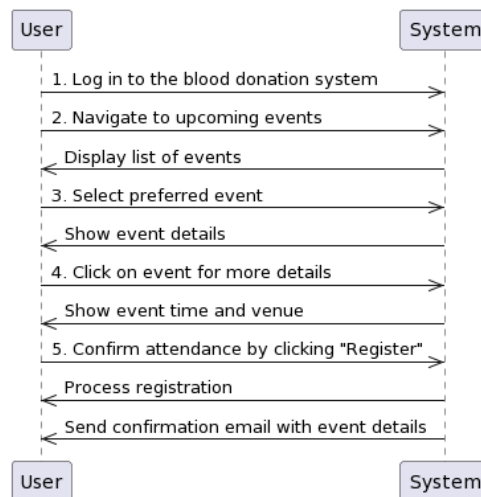 User System
1. Log in to the blood donation system
2. Navigate to upcoming events
Display list of events
3. Select preferred event
Show event details
4. Click on event for more details
Show event time and venue
5. Confirm attendance by clicking "Register"
Process registration
Send confirmation email with event details
User System